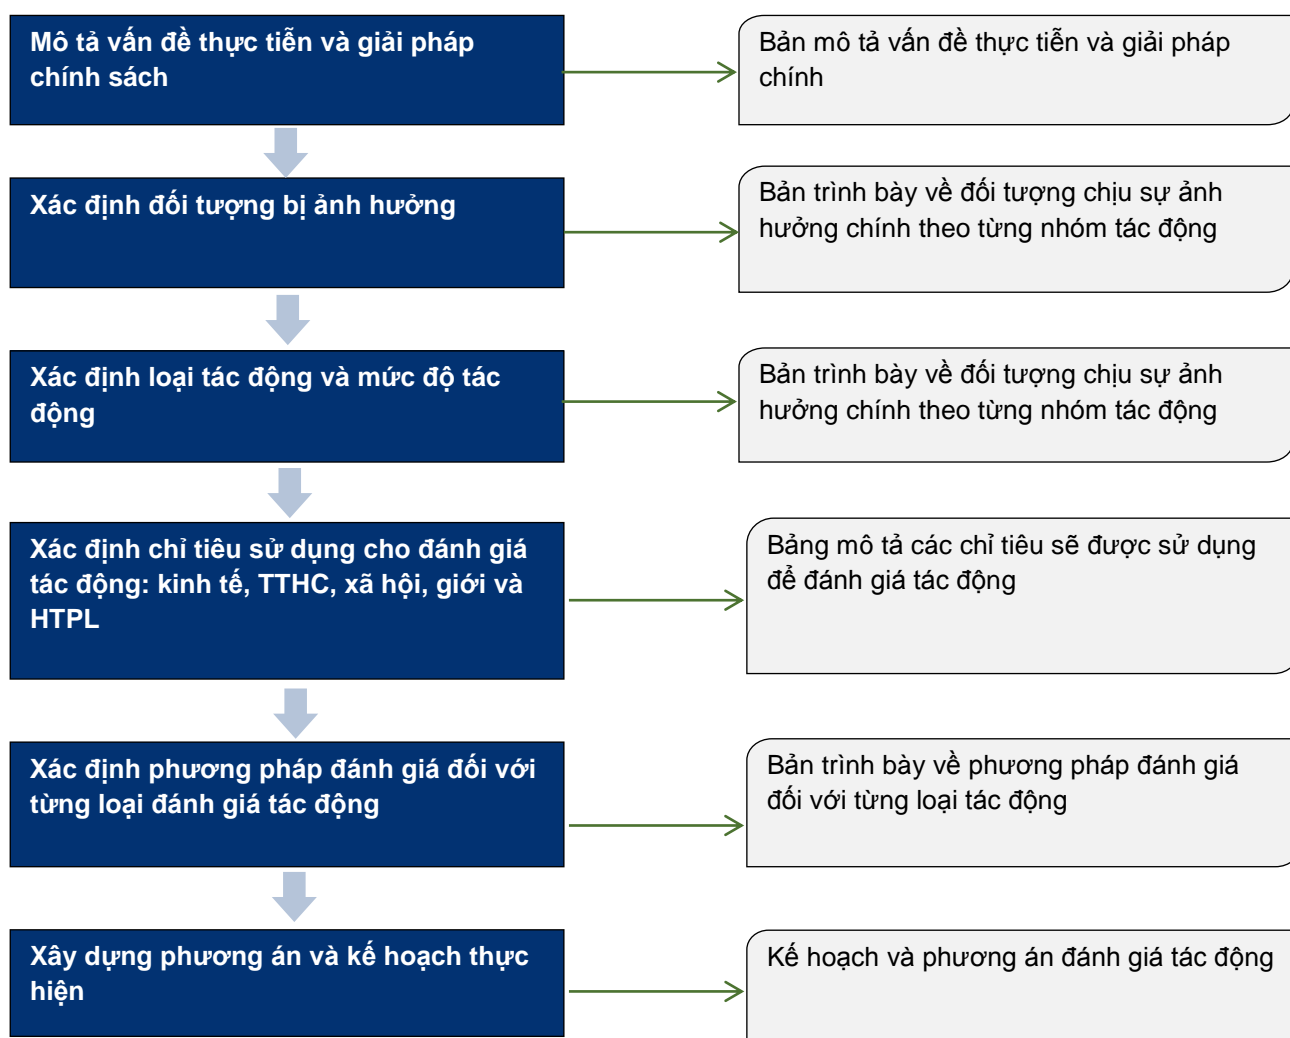 Mô tả vấn đề thực tiễn và giải pháp
chính sách
Bản mô tả vấn đề thực tiễn và giải pháp
chính
Xác định đối tượng bị ảnh hưởng
Bản trình bày về đối tượng chịu sự ảnh
hưởng chính theo từng nhóm tác động
Xác định loại tác động và mức độ tác
động
Bản trình bày về đối tượng chịu sự ảnh
hưởng chính theo từng nhóm tác động
Xác định chỉ tiêu sử dụng cho đánh giá
tác động: kinh tế, TTHC, xã hội, giới và
HTPL
Bảng mô tả các chỉ tiêu sẽ được sử dụng
để đánh giá tác động
Xác định phương pháp đánh giá đối với
từng loại đánh giá tác động
Bản trình bày về phương pháp đánh giá
đối với từng loại tác động
Xây dựng phương án và kế hoạch thực
hiện
Kế hoạch và phương án đánh giá tác động